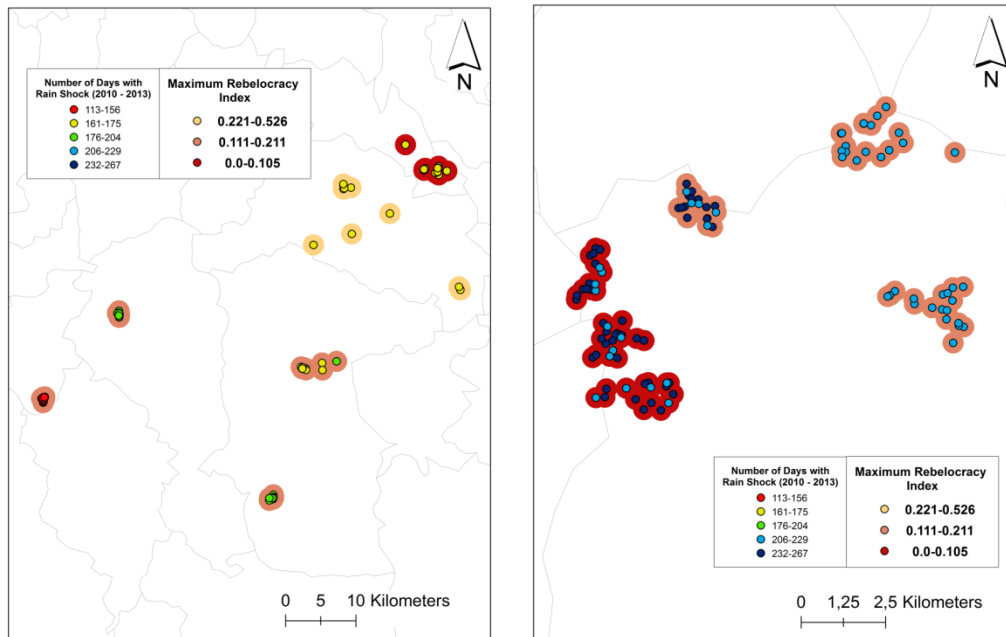 N
Number of Days with
Rain Shock (2010 - 2013)
113-156
161-175
176-204
206-229
232-267
Maximum Rebelocracy
Index
0.221-0.526
0.111-0.211
0.0-0.105
0 5 10 Kilometers
N
Number of Days with
Rain Shock (2010 - 2013)
113-156
161-175
176-204
206-229
232-267
Maximum Rebelocracy
Index
0.221-0.526
0.111-0.211
0.0-0.105
0 1,25 2,5 Kilometers